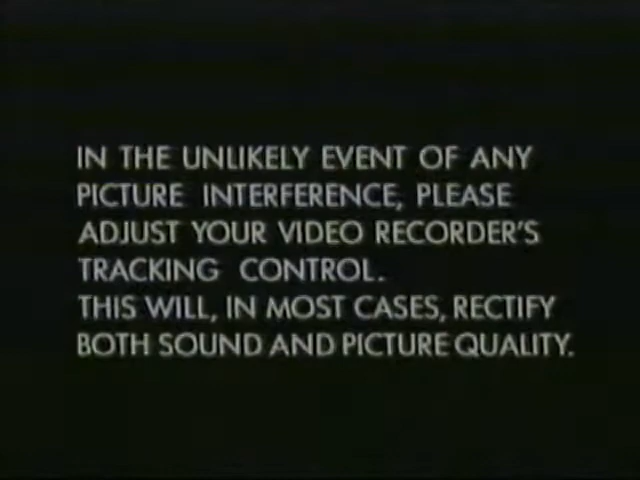 IN THE UNLIKELY EVENT OF ANY
PICTURE INTERFERENCE, PLEASE
ADJUST YOUR VIDEO RECORDER'S
TRACKING CONTROL.
THIS WILL, IN MOST CASES, RECTIFY
BOTH SOUND AND PICTURE QUALITY.